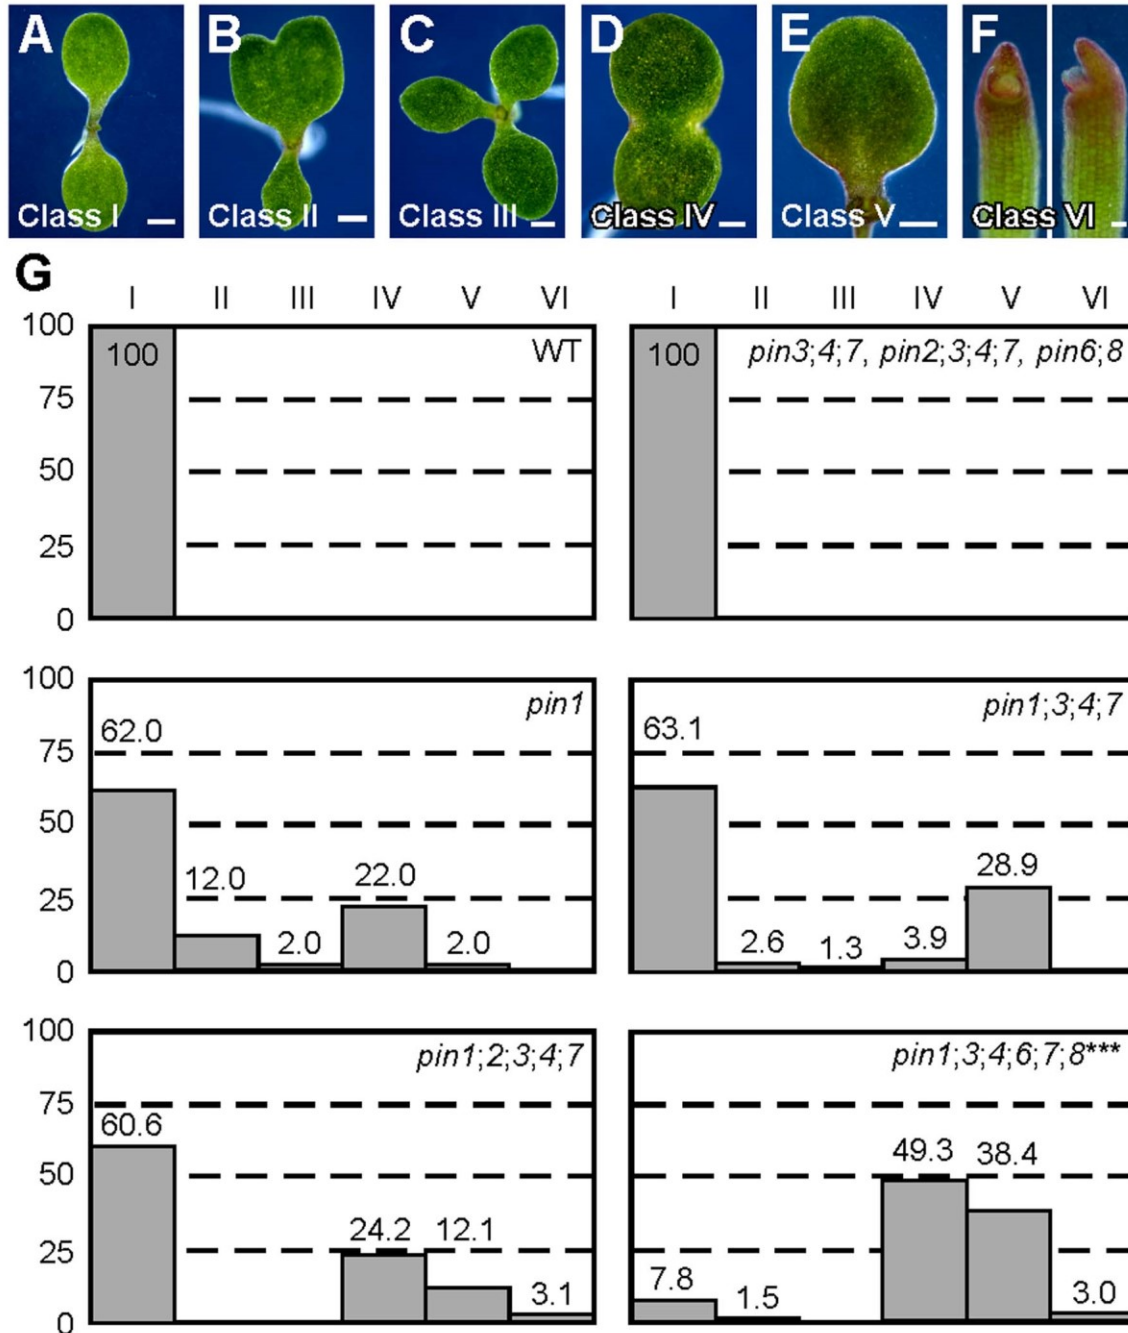 A B C D E F
Class I Class II Class III Class IV Class V Class VI
G
I II III IV V VI I II III IV V VI
100
100 WT 100 pin3;4;7, pin2;3;4;7, pin6;8
75
50
25
0
100
pin1 pin1;3;4;7
62.0 63.1
75
50
12.0 22.0 28.9
25
2.0 2.0 2.6 1.3 3.9
0
100
pin1;2;3;4;7 pin1;3;4;6;7;8***
75
60.6
49.3 38.4
50
24.2 12.1
25
7.8 1.5 3.1 3.0
0